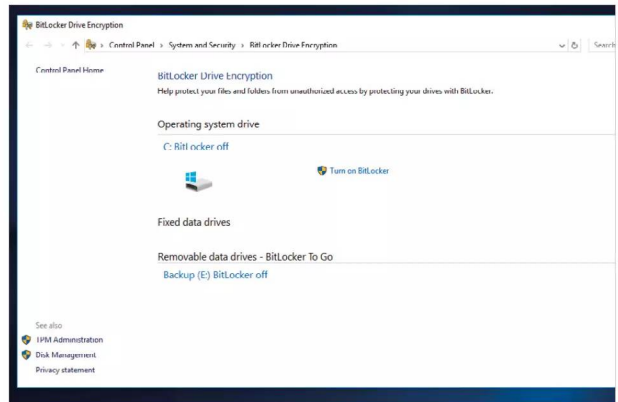 BitLocker Drive Encryption
Control Panel > System and Security > BitLocker Drive Encryption
Search
Control Panel Home
BitLocker Drive Encryption
Help protect your files and folders from unauthorized access by protecting your drives with BitLocker.
Operating system drive
C: BitLocker off
Turn on BitLocker
Fixed data drives
Removable data drives - BitLocker To Go
Backup (E:) BitLocker off
See also
TPM Administration
Disk Management
Privacy statement